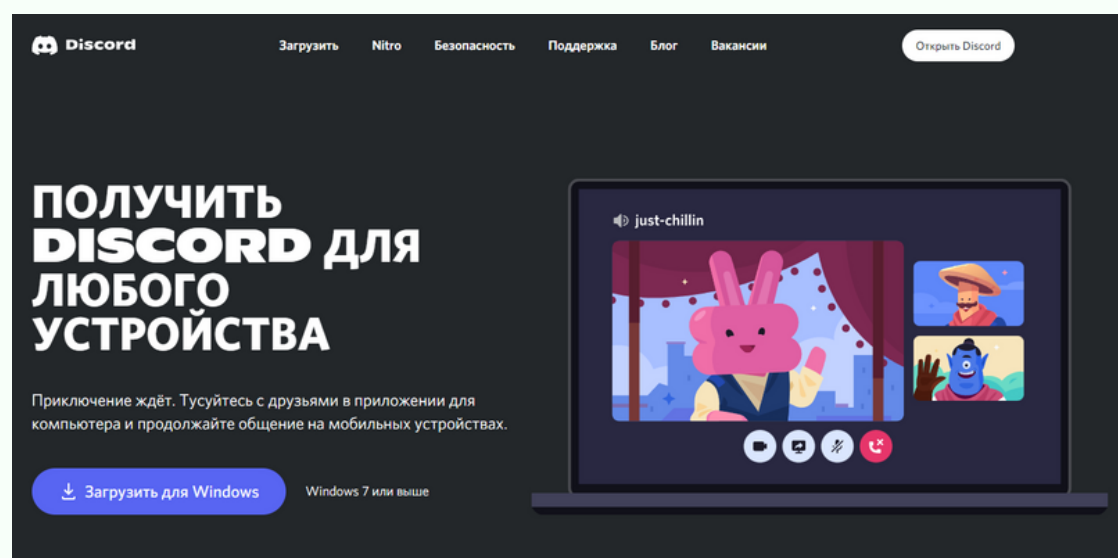 Discord
Загрузить Nitro Безопасность Поддержка Блог Вакансии
Открыть Discord
ПОЛУЧИТЬ
DISCORD ДЛЯ
ЛЮБОГО
УСТРОЙСТВА
Приключение ждёт. Тусуйтесь с друзьями в приложении для
компьютера и продолжайте общение на мобильных устройствах.
Загрузить для Windows
Windows 7 или выше
just-chillin